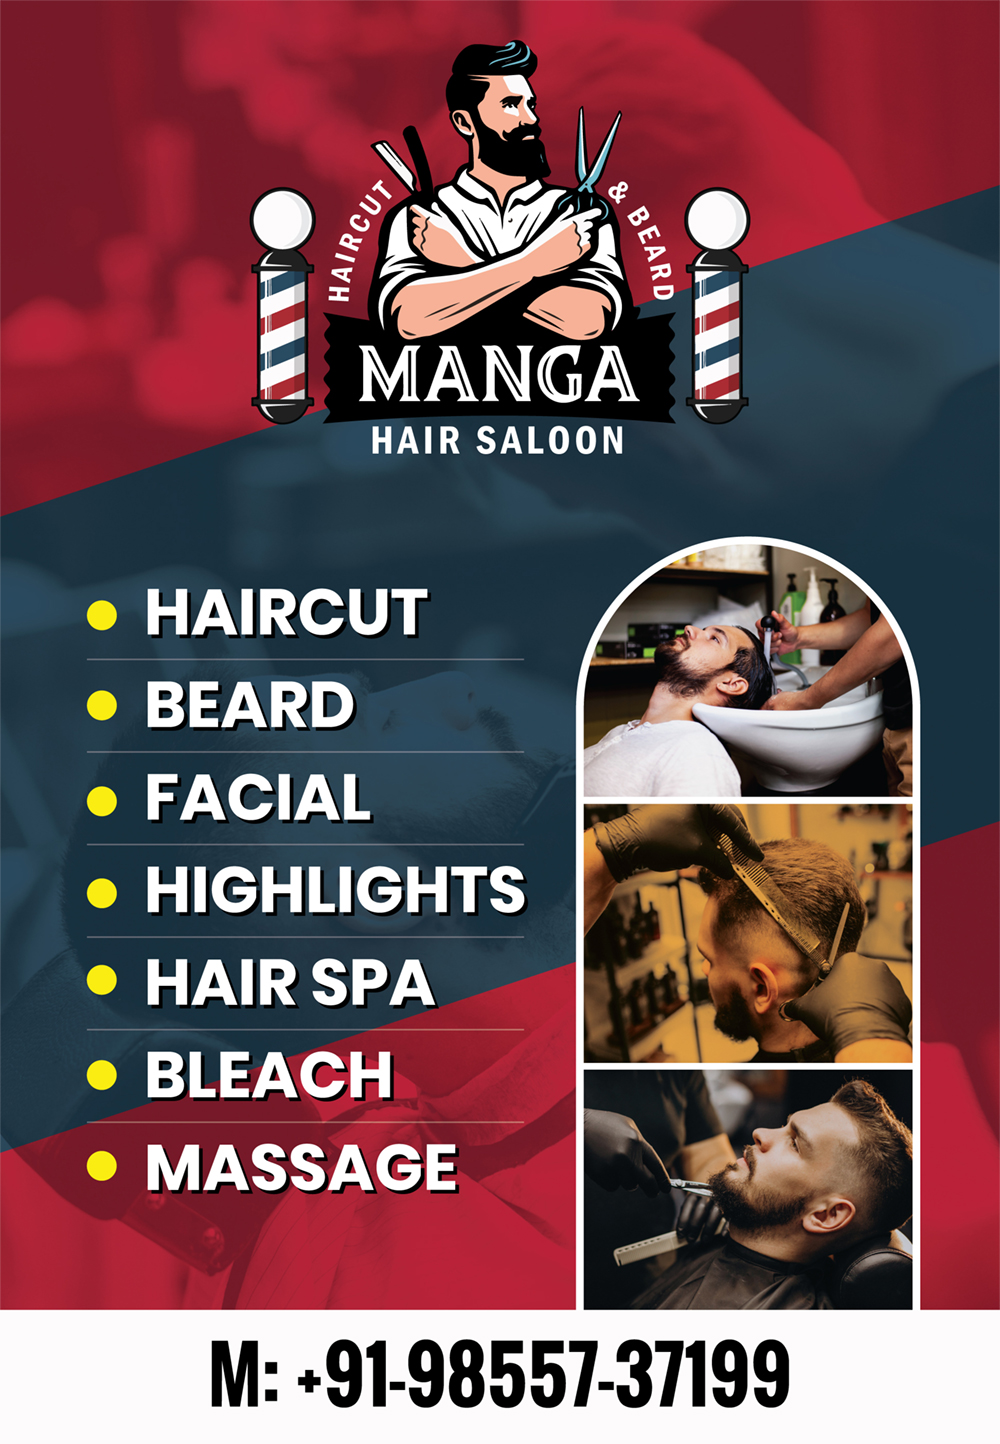 HAIRCUT
& BEARD
MANGA
HAIR SALOON
HAIRCUT
BEARD
FACIAL
HIGHLIGHTS
HAIR SPA
BLEACH
MASSAGE
M: +91-98557-37199